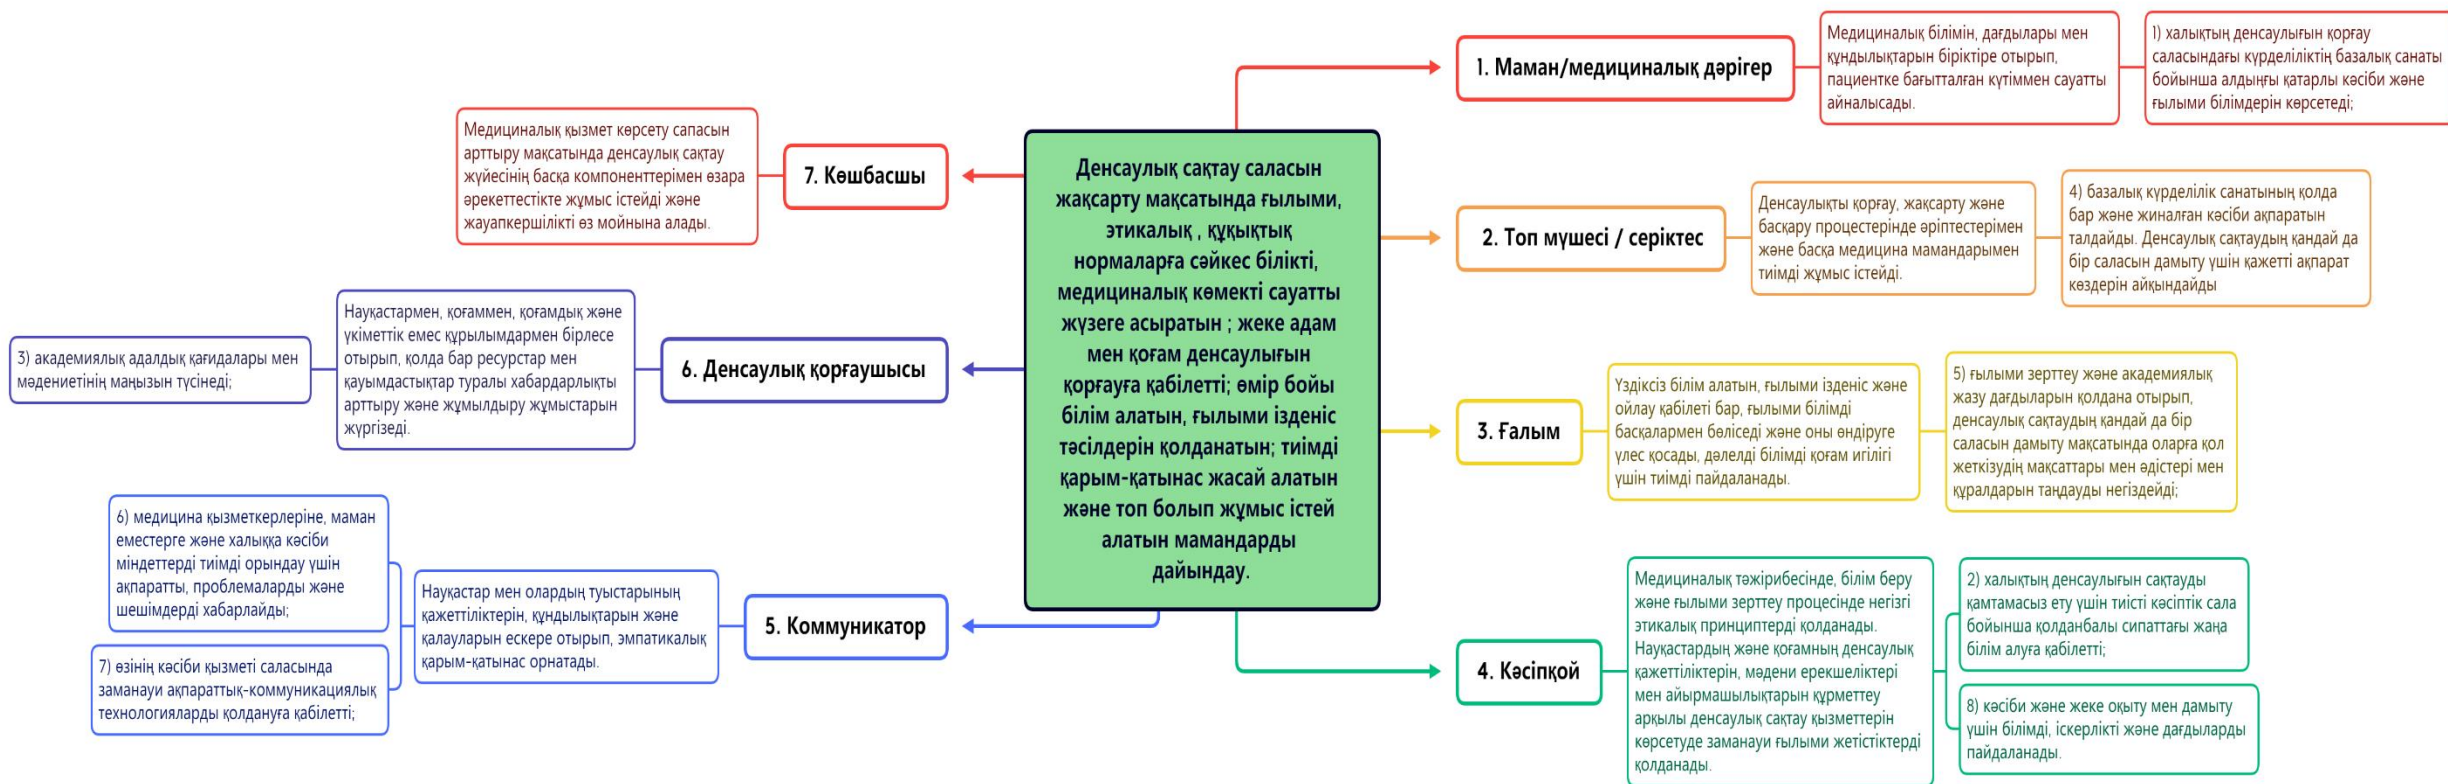 Денсаулық сақтау саласын
жақсарту мақсатында ғылыми,
этикалық , құқықтық
нормаларға сәйкес білікті,
медициналық көмекті сауатты
жүзеге асыратын ; жеке адам
мен қоғам денсаулығын
қорғауға қабілетті; өмір бойы
білім алатын, ғылыми ізденіс
тәсілдерін қолданатын; тиімді
қарым-қатынас жасай алатын
және топ болып жұмыс істей
алатын мамандарды
дайындау.
1. Маман/медициналық дәрігер
Медициналық білімін, дағдылары мен
құндылықтарын біріктіре отырып,
пациентке бағытталған күтіммен сауатты
айналысады.
1) халықтың денсаулығын қорғау
саласындағы күрделіліктің базалық санаты
бойынша алдыңғы қатарлы кәсіби және
ғылыми білімдерін көрсетеді;
2. Топ мүшесі / серіктес
Денсаулықты қорғау, жақсарту және
басқару процестерінде әріптестерімен
және басқа медицина мамандарымен
тиімді жұмыс істейді.
4) базалық күрделілік санатының қолда
бар және жиналған кәсіби ақпаратын
талдайды. Денсаулық сақтаудың қандай да
бір саласын дамыту үшін қажетті ақпарат
көздерін айқындайды
3. Ғалым
Үздіксіз білім алатын, ғылыми ізденіс және
ойлау қабілеті бар, ғылыми білімді
басқалармен бөліседі және оны өндіруге
үлес қосады, дәлелді білімді қоғам игілігі
үшін тиімді пайдаланады.
5) ғылыми зерттеу және академиялық
жазу дағдыларын қолдана отырып,
денсаулық сақтаудың қандай да бір
саласын дамыту мақсатында оларға қол
жеткізудің мақсаттары мен әдістері мен
құралдарын таңдауды негіздейді;
4. Кәсіпқой
Медициналық тәжірибесінде, білім беру
және ғылыми зерттеу процесінде негізгі
этикалық принциптерді қолданады.
Науқастардың және қоғамның денсаулық
қажеттіліктерін, мәдени ерекшеліктері
мен айырмашылықтарын құрметтеу
арқылы денсаулық сақтау қызметтерін
көрсетуде заманауи ғылыми жетістіктерді
қолданады.
2) халықтың денсаулығын сақтауды
қамтамасыз ету үшін тиісті кәсіптік сала
бойынша қолданбалы сипаттағы жаңа
білім алуға қабілетті;
8) кәсіби және жеке оқыту мен дамыту
үшін білімді, іскерлікті және дағдыларды
пайдаланады.
5. Коммуникатор
Науқастар мен олардың туыстарының
қажеттіліктерін, құндылықтарын және
қалауларын ескере отырып, эмпатикалық
қарым-қатынас орнатады.
6) медицина қызметкерлеріне, маман
еместерге және халыққа кәсіби
міндеттерді тиімді орындау үшін
ақпаратты, проблемаларды және
шешімдерді хабарлайды;
7) өзінің кәсіби қызметі саласында
заманауи ақпараттық-коммуникациялық
технологияларды қолдануға қабілетті;
6. Денсаулық қорғаушысы
Науқастармен, қоғаммен, қоғамдық және
үкіметтік емес құрылымдармен бірлесе
отырып, қолда бар ресурстар мен
қауымдастықтар туралы хабардарлықты
арттыру және жұмылдыру жұмыстарын
жүргізеді.
3) академиялық адалдық қағидалары мен
мәдениетінің маңызын түсінеді;
7. Көшбасшы
Медициналық қызмет көрсету сапасын
арттыру мақсатында денсаулық сақтау
жүйесінің басқа компоненттерімен өзара
әрекеттестікте жұмыс істейді және
жауапкершілікті өз мойнына алады.